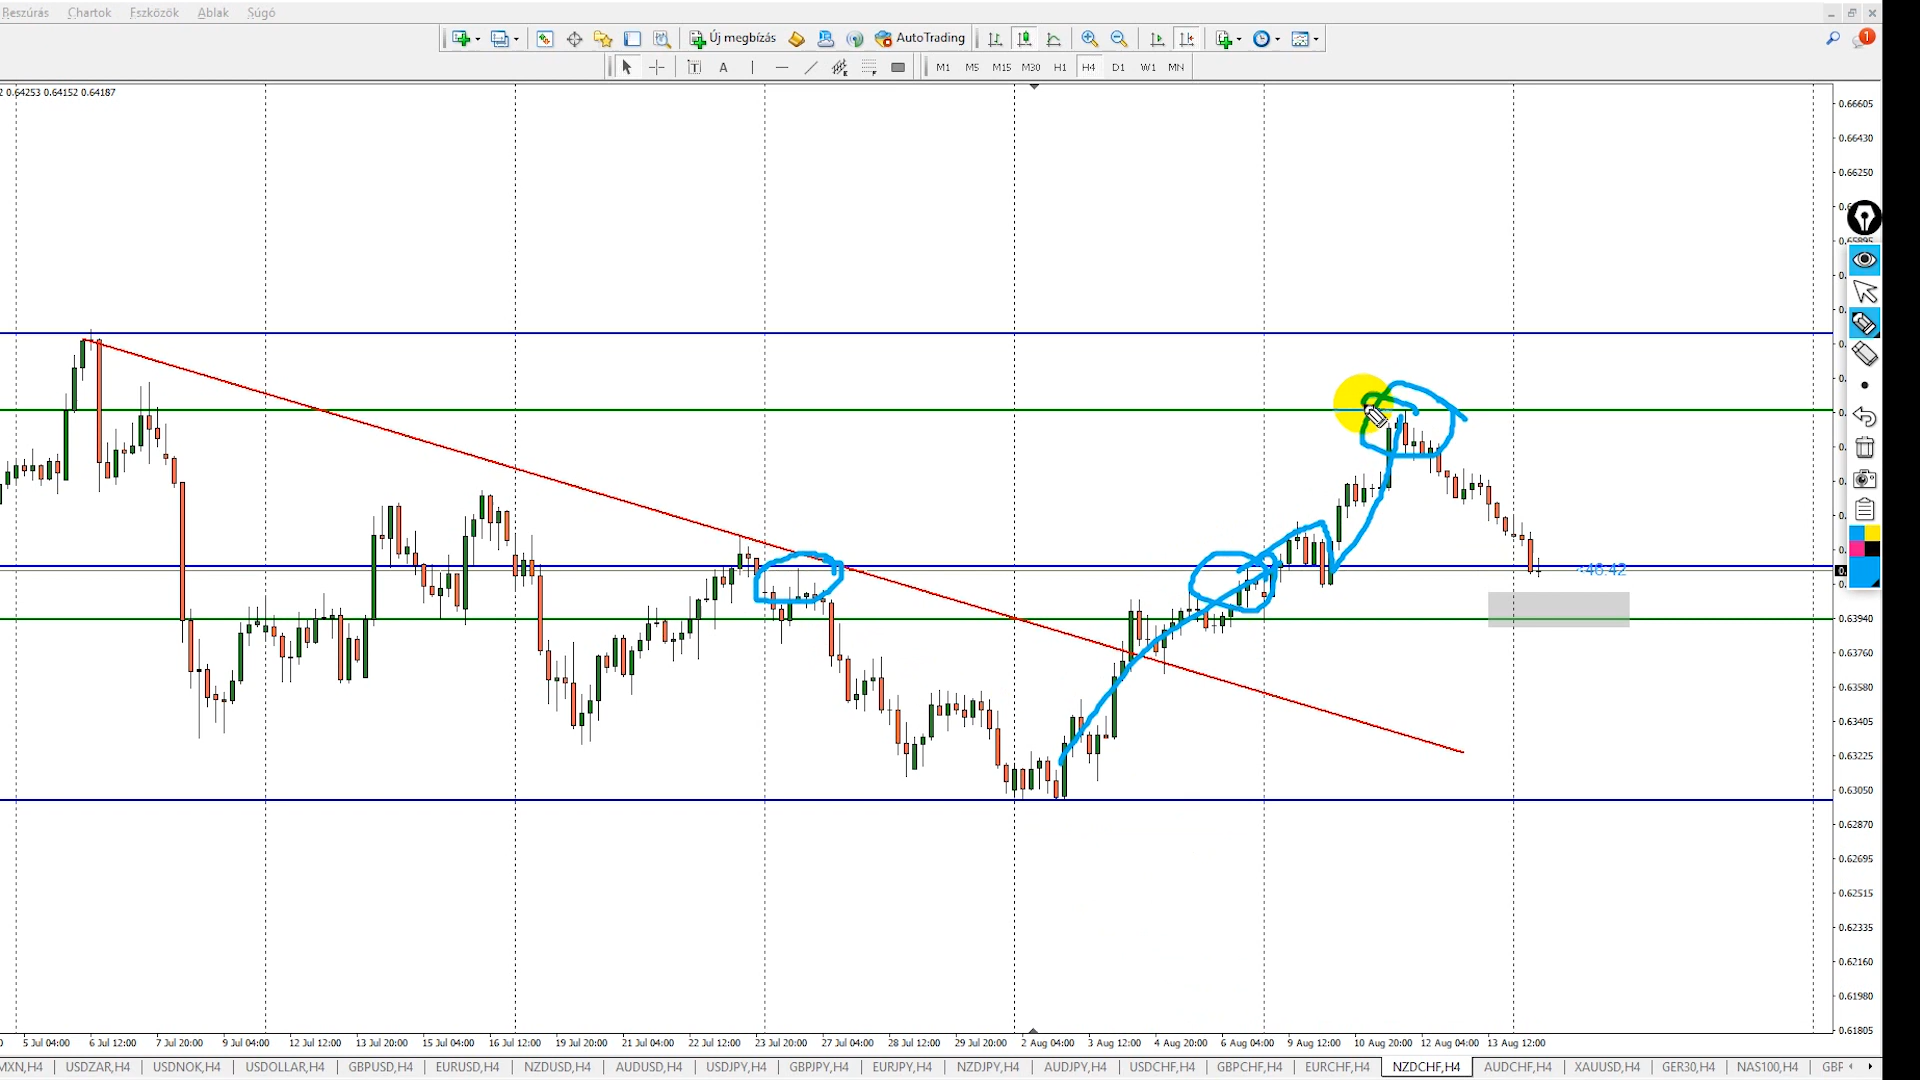 Beszúrás Chartok Eszközök Ablak Súgó
Új megbízás AutoTrading
1
M1 M5 M15 M30 H1 H4 D1 W1 MN
0.64253 0.64152 0.64187
0.66605
0.66430
0.66250
0.63940
0.63760
0.63580
0.63405
0.63225
0.63050
0.62870
0.62695
0.62515
0.62335
0.62160
0.61980
0.61805
5 Jul 04:00 6 Jul 12:00 7 Jul 20:00 9 Jul 04:00 12 Jul 12:00 13 Jul 20:00 15 Jul 04:00 16 Jul 12:00 19 Jul 20:00 21 Jul 04:00 22 Jul 12:00 23 Jul 20:00 27 Jul 04:00 28 Jul 12:00 29 Jul 20:00 2 Aug 04:00 3 Aug 12:00 4 Aug 20:00 6 Aug 04:00 9 Aug 12:00 10 Aug 20:00 12 Aug 04:00 13 Aug 12:00
MXN,H4 USDZAR,H4 USDNOK,H4 USDOLLAR,H4 GBPUSD,H4 EURUSD,H4 NZDUSD,H4 AUDUSD,H4 USDJPY,H4 GBPJPY,H4 EURJPY,H4 NZDJPY,H4 AUDJPY,H4 USDCHF,H4 GBPCHF,H4 EURCHF,H4 NZDCHF,H4 AUDCHF,H4 XAUUSD,H4 GER30,H4 NAS100,H4 GBF